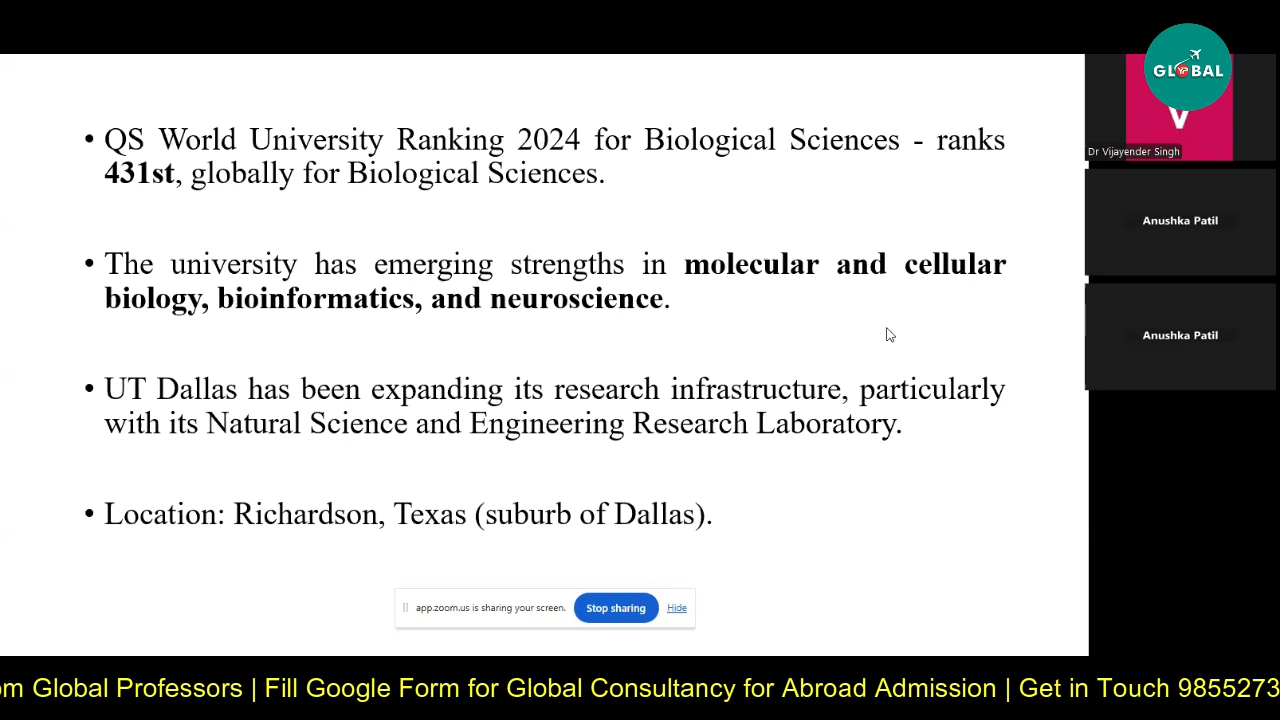 • QS World University Ranking 2024 for Biological Sciences - ranks
431st, globally for Biological Sciences.
• The university has emerging strengths in molecular and cellular
biology, bioinformatics, and neuroscience.
• UT Dallas has been expanding its research infrastructure, particularly
with its Natural Science and Engineering Research Laboratory.
• Location: Richardson, Texas (suburb of Dallas).
app.zoom.us is sharing your screen. Stop sharing Hide
GLOBAL
YP
V
Dr Vijayender Singh
Anushka Patil
Anushka Patil
om Global Professors | Fill Google Form for Global Consultancy for Abroad Admission | Get in Touch 9855273